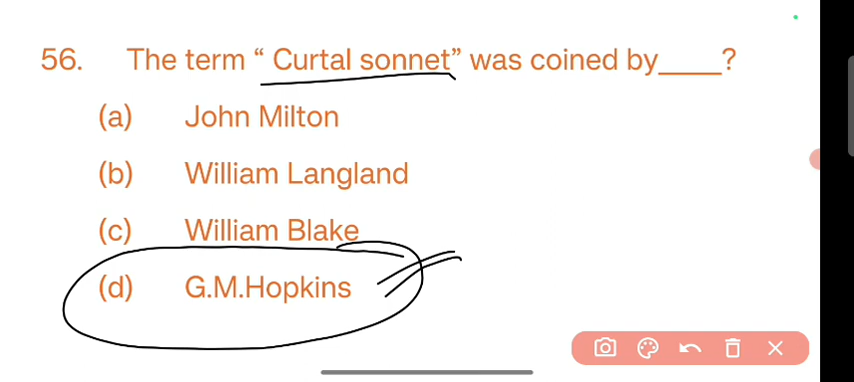 56. The term “ Curtal sonnet” was coined by____?
(a) John Milton
(b) William Langland
(c) William Blake
(d) G.M.Hopkins